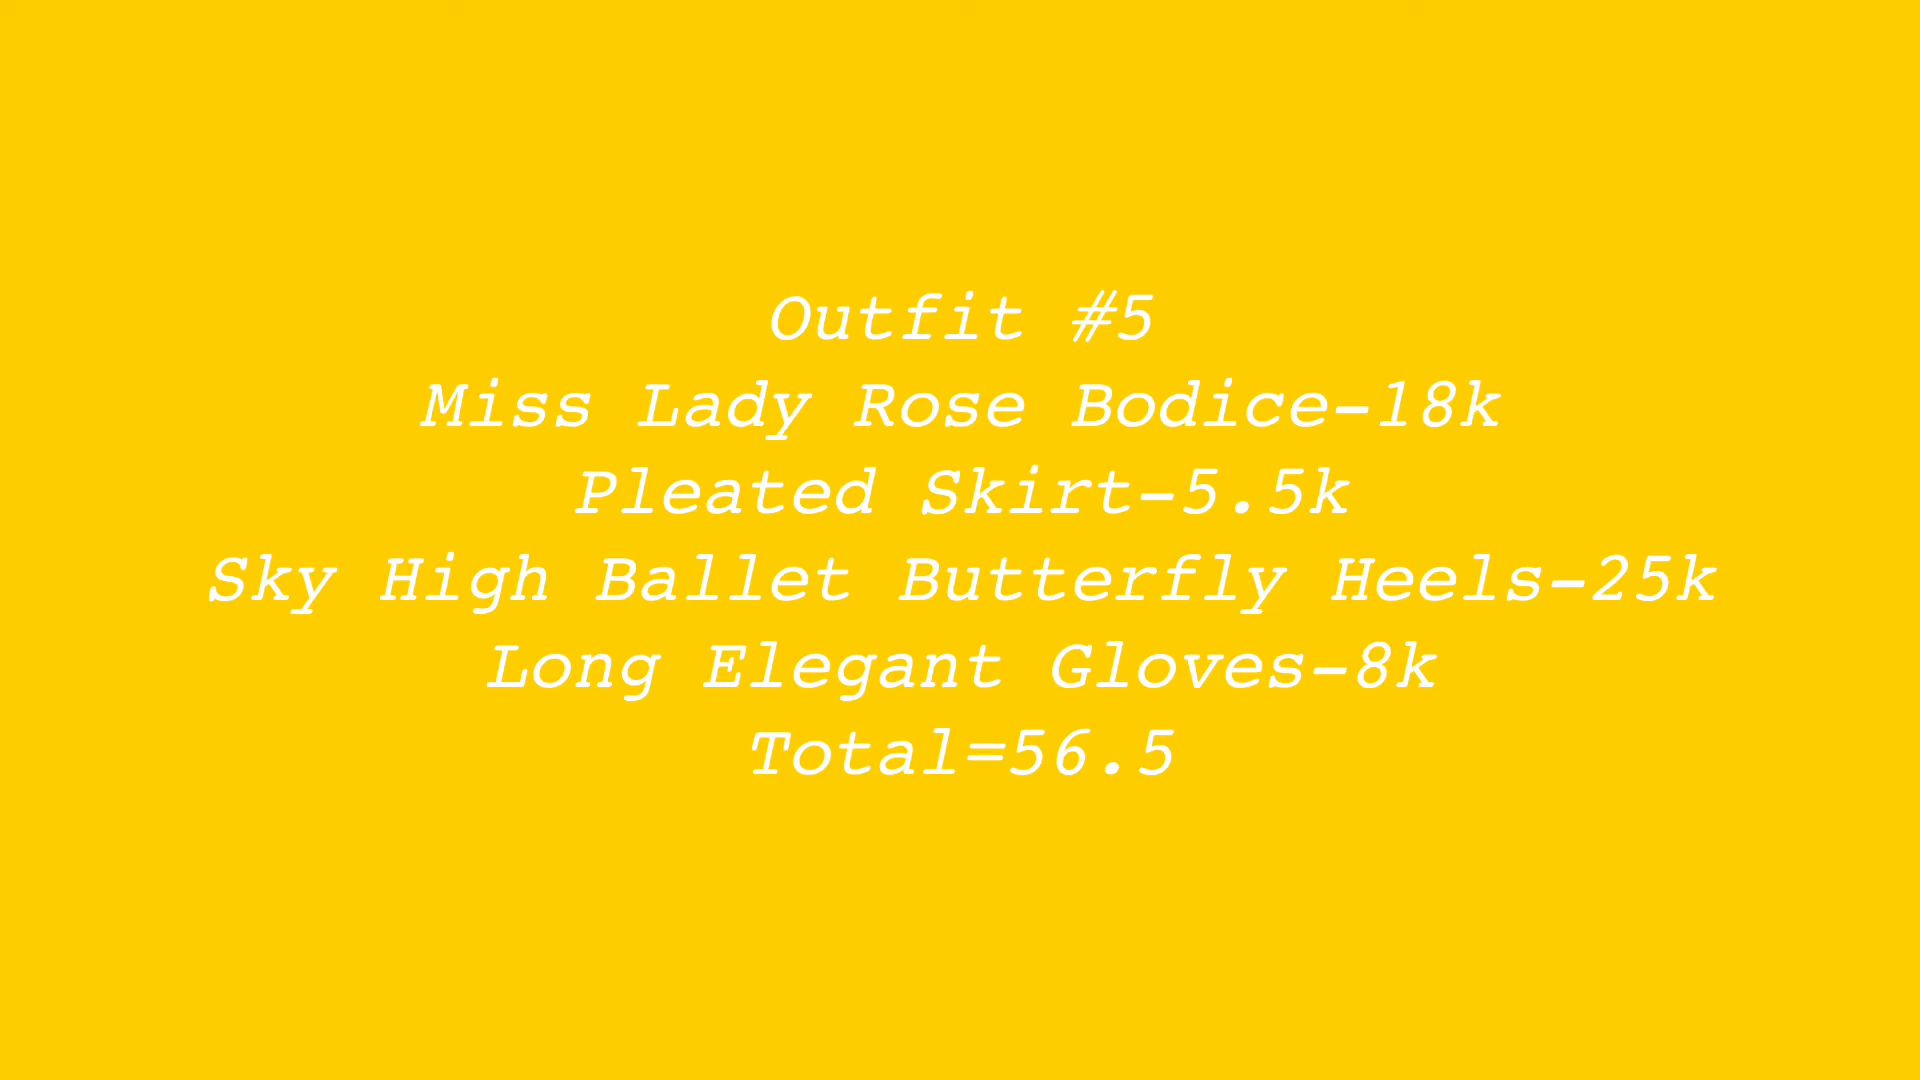 Outfit #5
Miss Lady Rose Bodice-18k
Pleated Skirt-5.5k
Sky High Ballet Butterfly Heels-25k
Long Elegant Gloves-8k
Total=56.5